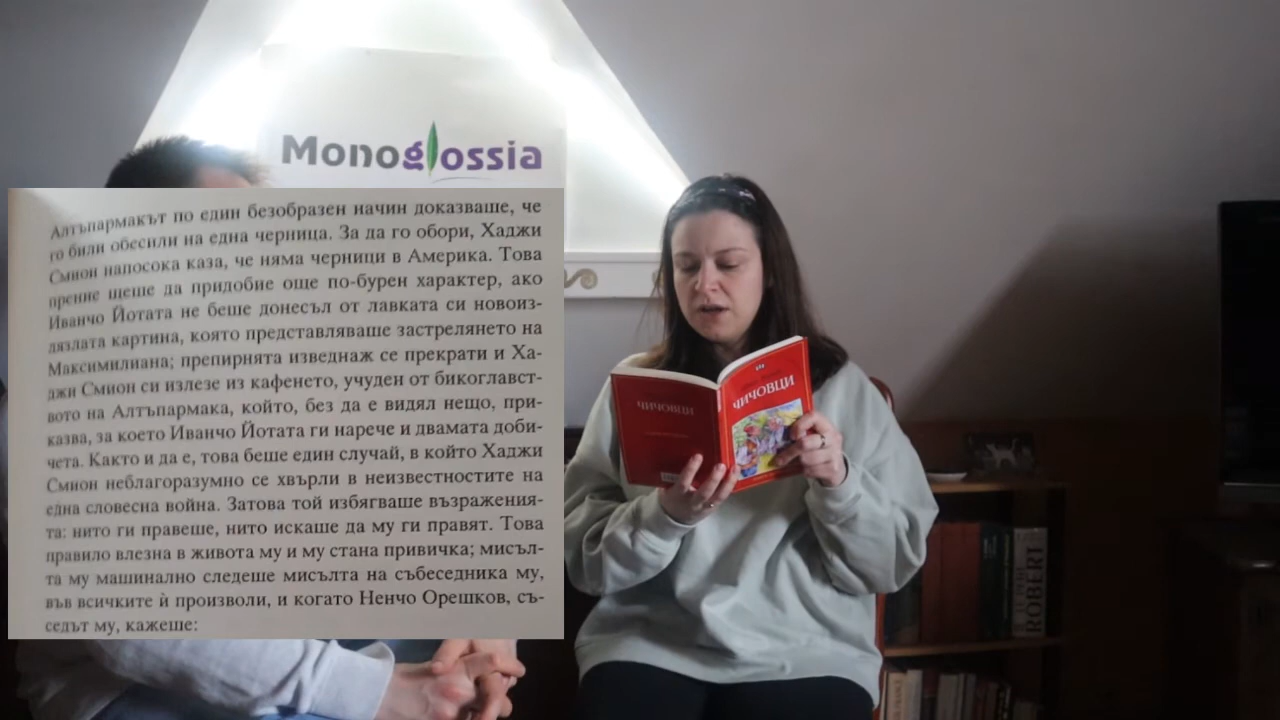 Monoglossia
Алтъпармакът по един безобразен начин доказваше, че
го били обесили на една черница. За да го обори, Хаджи
Смион напосока каза, че няма черници в Америка. Това
прение щеше да придобие още по-бурен характер, ако
Иванчо Йотата не беше донесъл от лавката си новоиз-
лязлата картина, която представляваше застрелянето на
Максимилиана; препирнята изведнаж се прекрати и Ха-
джи Смион си излезе из кафенето, учуден от бикоглавст-
вото на Алтъпармака, който, без да е видял нещо, при-
казва, за което Иванчо Йотата ги нарече и двамата доби-
чета. Както и да е, това беше един случай, в който Хаджи
Смион неблагоразумно се хвърли в неизвестностите на
една словесна война. Затова той избягваше възражения-
та: нито ги правеше, нито искаше да му ги правят. Това
правило влезна в живота му и му стана привичка; мисъл-
та му машинално следеше мисълта на събеседника му,
във всичките ѝ произволи, и когато Ненчо Орешков, съ-
седът му, кажеше:
ЧИЧОВЦИ
ЧИЧОВЦИ
ROBERT